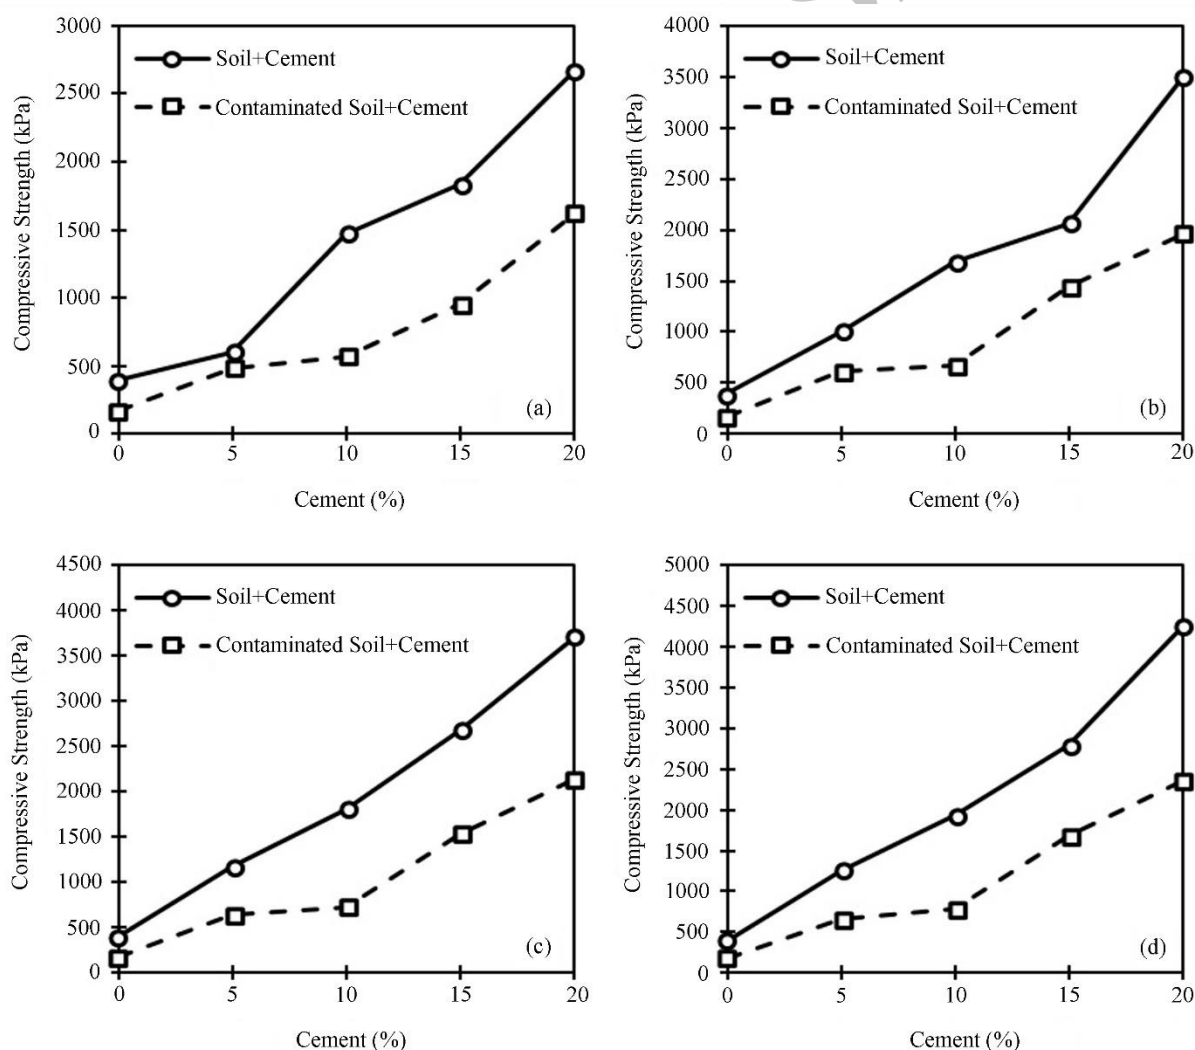 3000
2500
2000
1500
1000
500
0
Compressive Strength (kPa)
Soil+Cement
Contaminated Soil+Cement
(a)
0 5 10 15 20
Cement (%)
4000
3500
3000
2500
2000
1500
1000
500
0
Compressive Strength (kPa)
Soil+Cement
Contaminated Soil+Cement
(b)
0 5 10 15 20
Cement (%)
4500
4000
3500
3000
2500
2000
1500
1000
500
0
Compressive Strength (kPa)
Soil+Cement
Contaminated Soil+Cement
(c)
0 5 10 15 20
Cement (%)
5000
4500
4000
3500
3000
2500
2000
1500
1000
500
0
Compressive Strength (kPa)
Soil+Cement
Contaminated Soil+Cement
(d)
0 5 10 15 20
Cement (%)